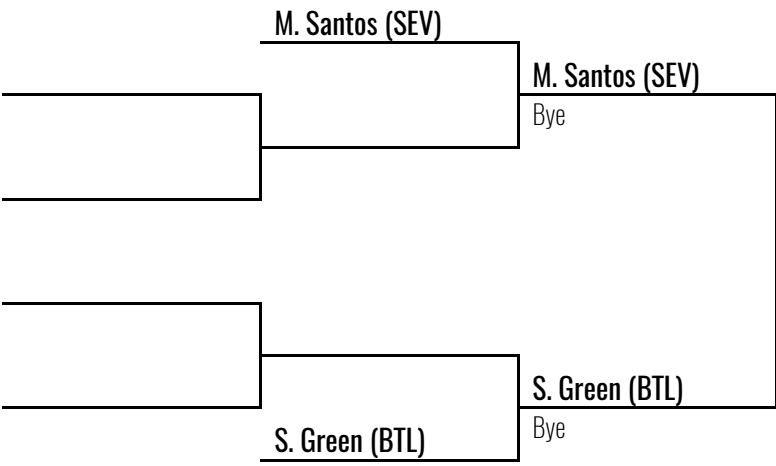 M. Santos (SEV)
M. Santos (SEV)
Bye
S. Green (BTL)
Bye
S. Green (BTL)